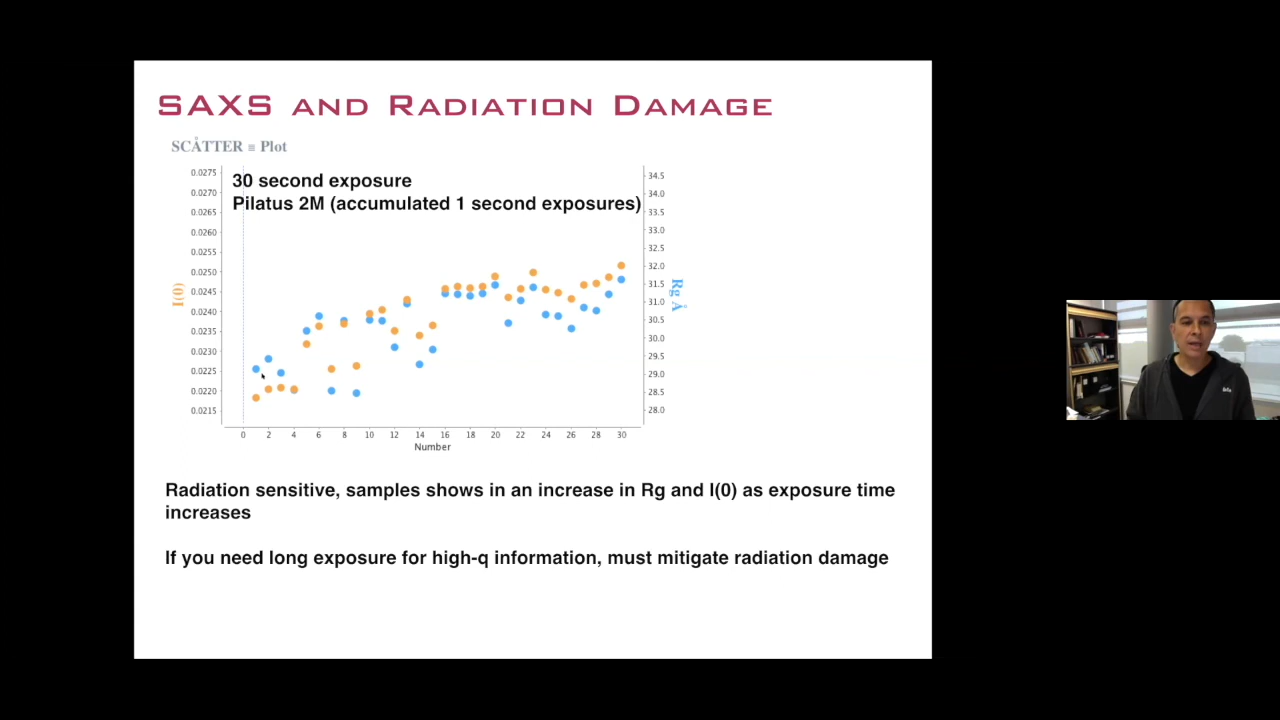 SAXS AND RADIATION DAMAGE
SCÅTTER ≡ Plot
30 second exposure
Pilatus 2M (accumulated 1 second exposures)
0.0275
0.0270
0.0265
0.0260
0.0255
0.0250
0.0245
0.0240
0.0235
0.0230
0.0225
0.0220
0.0215
I(0)
34.5
34.0
33.5
33.0
32.5
32.0
31.5
31.0
30.5
30.0
29.5
29.0
28.5
28.0
Rg Å
0 2 4 6 8 10 12 14 16 18 20 22 24 26 28 30
Number
Radiation sensitive, samples shows in an increase in Rg and I(0) as exposure time
increases
If you need long exposure for high-q information, must mitigate radiation damage